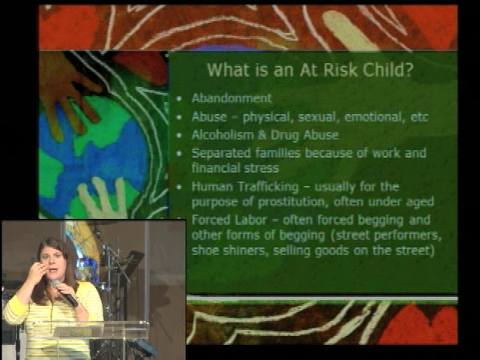 What is an At Risk Child?
• Abandonment
• Abuse – physical, sexual, emotional, etc
• Alcoholism & Drug Abuse
• Separated families because of work and
financial stress
• Human Trafficking – usually for the
purpose of prostitution, often under aged
Forced Labor – often forced begging and
other forms of begging (street performers,
shoe shiners, selling goods on the street)